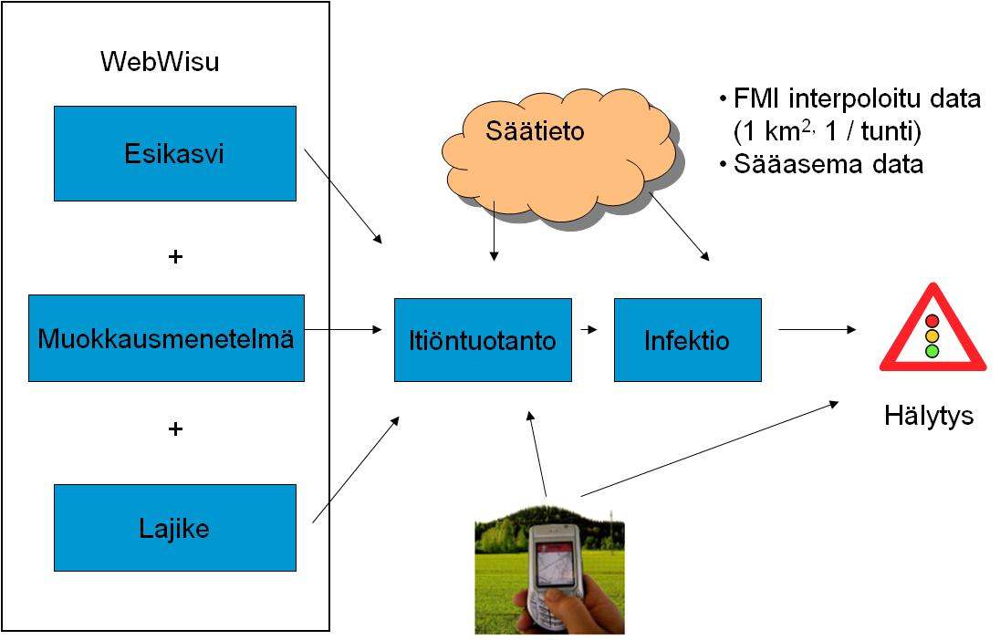 WebWisu
Esikasvi
+
Muokkausmenetelmä
+
Lajike
Säätieto
• FMI interpoloitu data
(1 km², 1 / tunti)
• Sääasema data
Itiöntuotanto
Infektio
Hälytys